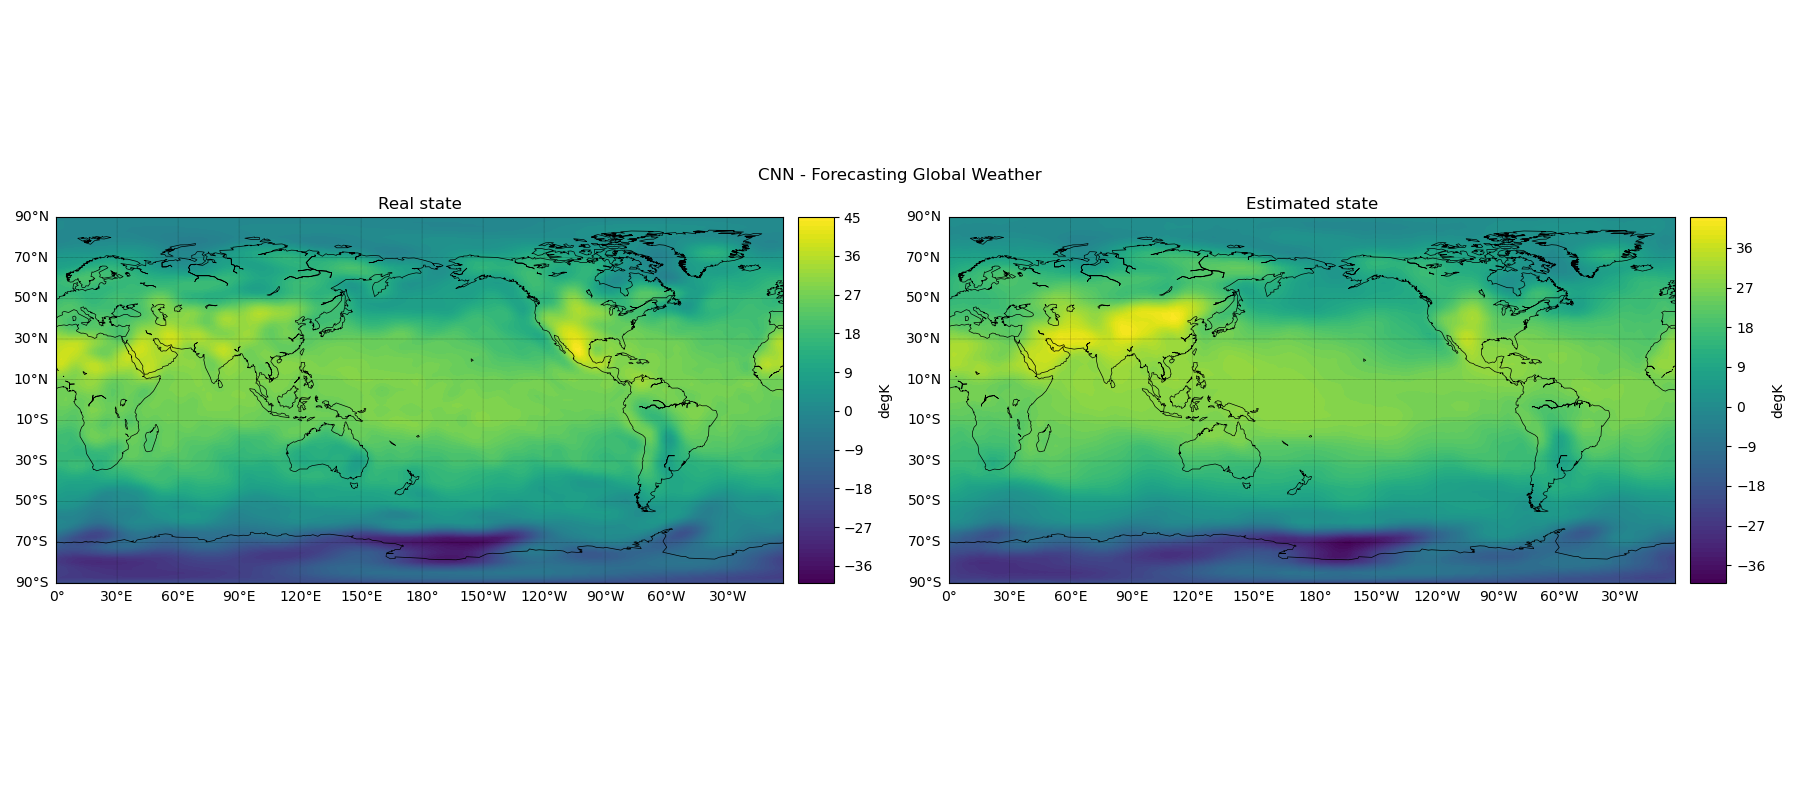 CNN - Forecasting Global Weather
Real state
90°N
70°N
50°N
30°N
10°N
10°S
30°S
50°S
70°S
90°S
0°
30°E
60°E
90°E
120°E
150°E
180°
150°W
120°W
90°W
60°W
30°W
45
36
27
18
9
0
−9
−18
−27
−36
degK
Estimated state
90°N
70°N
50°N
30°N
10°N
10°S
30°S
50°S
70°S
90°S
0°
30°E
60°E
90°E
120°E
150°E
180°
150°W
120°W
90°W
60°W
30°W
36
27
18
9
0
−9
−18
−27
−36
degK